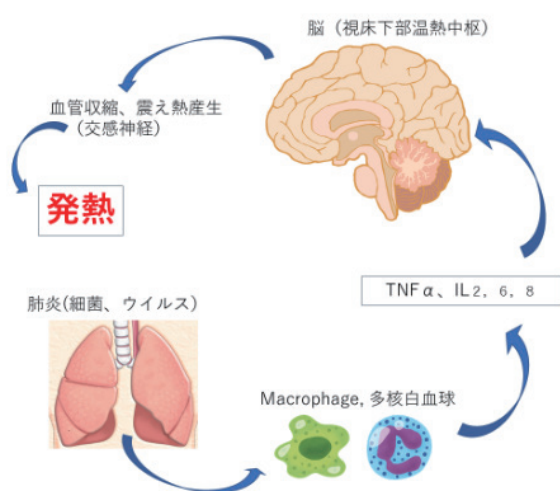 脳（視床下部温熱中枢）
血管収縮、震え熱産生
（交感神経）
発熱
TNFα、IL 2, 6, 8
肺炎(細菌、ウイルス）
Macrophage, 多核白血球